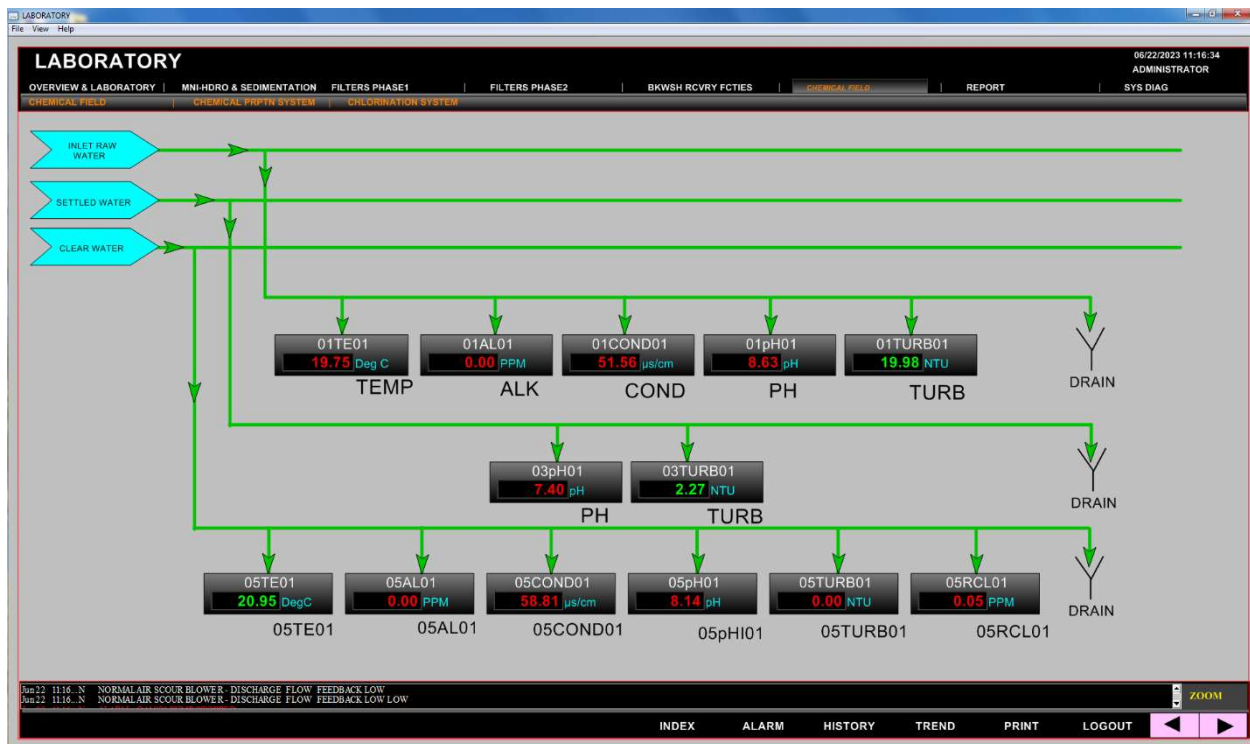 LABORATORY
File View Help
LABORATORY
06/22/2023 11:16:34
ADMINISTRATOR
OVERVIEW & LABORATORY | MNI-HDRO & SEDIMENTATION FILTERS PHASE1 | FILTERS PHASE2 | BKWSH RCVRY FCTIES | CHEMICAL FIELD | REPORT | SYS DIAG
CHEMICAL FIELD | CHEMICAL PRPTN SYSTEM | CHLORINATION SYSTEM
INLET RAW
WATER
SETTLED WATER
CLEAR WATER
01TE01 01AL01 01COND01 01pH01 01TURB01
19.75 Deg C 0.00 PPM 51.56 µs/cm 8.63 pH 19.98 NTU
TEMP ALK COND PH TURB DRAIN
03pH01 03TURB01
7.40 pH 2.27 NTU
PH TURB DRAIN
05TE01 05AL01 05COND01 05pH01 05TURB01 05RCL01
20.95 DegC 0.00 PPM 58.81 µs/cm 8.14 pH 0.00 NTU 0.05 PPM DRAIN
05TE01 05AL01 05COND01 05pHI01 05TURB01 05RCL01
Jun 22 11:16...N NORMAL AIR SCOUR BLOWER - DISCHARGE FLOW FEEDBACK LOW
Jun 22 11:16...N NORMAL AIR SCOUR BLOWER - DISCHARGE FLOW FEEDBACK LOW LOW
ZOOM
INDEX ALARM HISTORY TREND PRINT LOGOUT